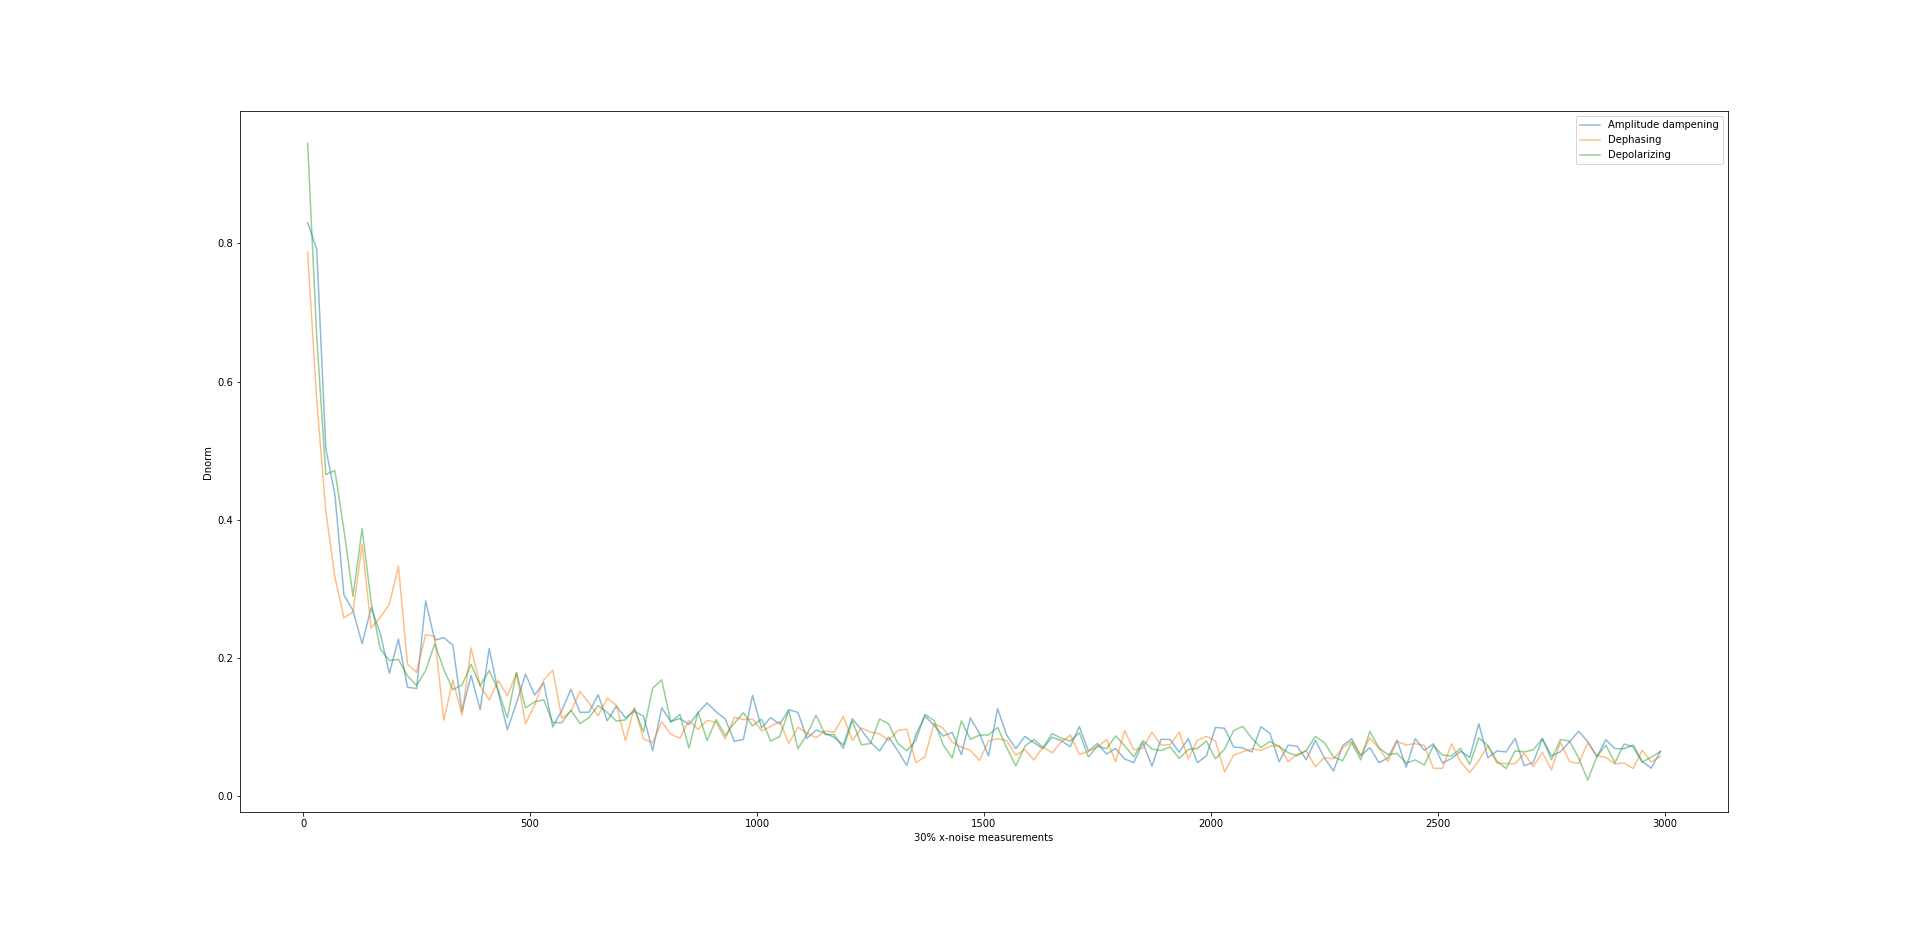 Amplitude dampening
Dephasing
Depolarizing
0.8
0.6
Dnorm
0.4
0.2
0.0
0 500 1000 1500 2000 2500 3000
30% x-noise measurements